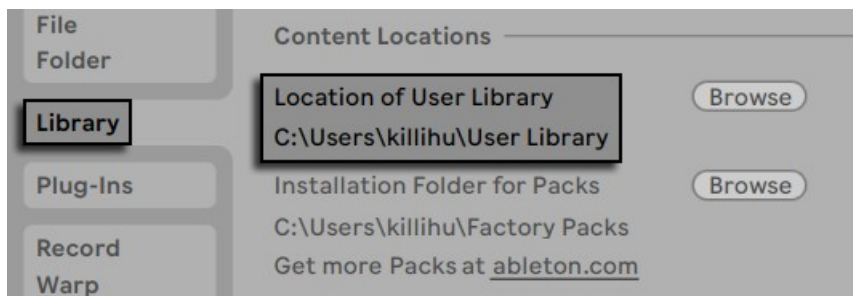 File
Folder
Library
Plug-Ins
Record
Warp
Content Locations
Location of User Library
Browse
C:\Users\killihu\User Library
Installation Folder for Packs
Browse
C:\Users\killihu\Factory Packs
Get more Packs at ableton.com